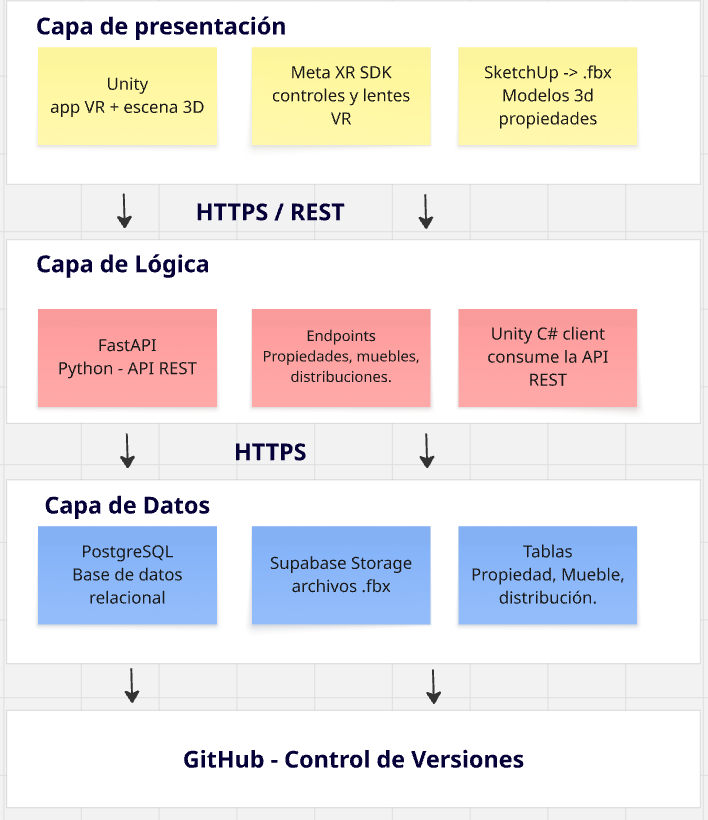 Capa de presentación
Unity
app VR + escena 3D
Meta XR SDK
controles y lentes
VR
SketchUp -> .fbx
Modelos 3d
propiedades
HTTPS / REST
Capa de Lógica
FastAPI
Python - API REST
Endpoints
Propiedades, muebles,
distribuciones.
Unity C# client
consume la API
REST
HTTPS
Capa de Datos
PostgreSQL
Base de datos
relacional
Supabase Storage
archivos .fbx
Tablas
Propiedad, Mueble,
distribución.
GitHub - Control de Versiones